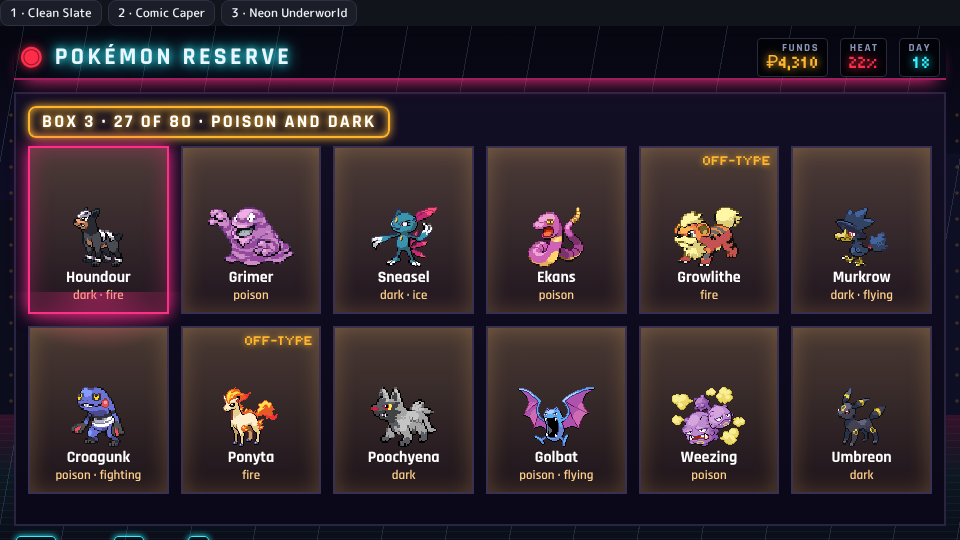 1 · Clean Slate
2 · Comic Caper
3 · Neon Underworld
POKÉMON RESERVE
FUNDS
₽4,310
HEAT
22%
DAY
18
BOX 3 · 27 OF 80 · POISON AND DARK
Houndour
dark · fire
Grimer
poison
Sneasel
dark · ice
Ekans
poison
OFF-TYPE
Growlithe
fire
Murkrow
dark · flying
Croagunk
poison · fighting
OFF-TYPE
Ponyta
fire
Poochyena
dark
Golbat
poison · flying
Weezing
poison
Umbreon
dark